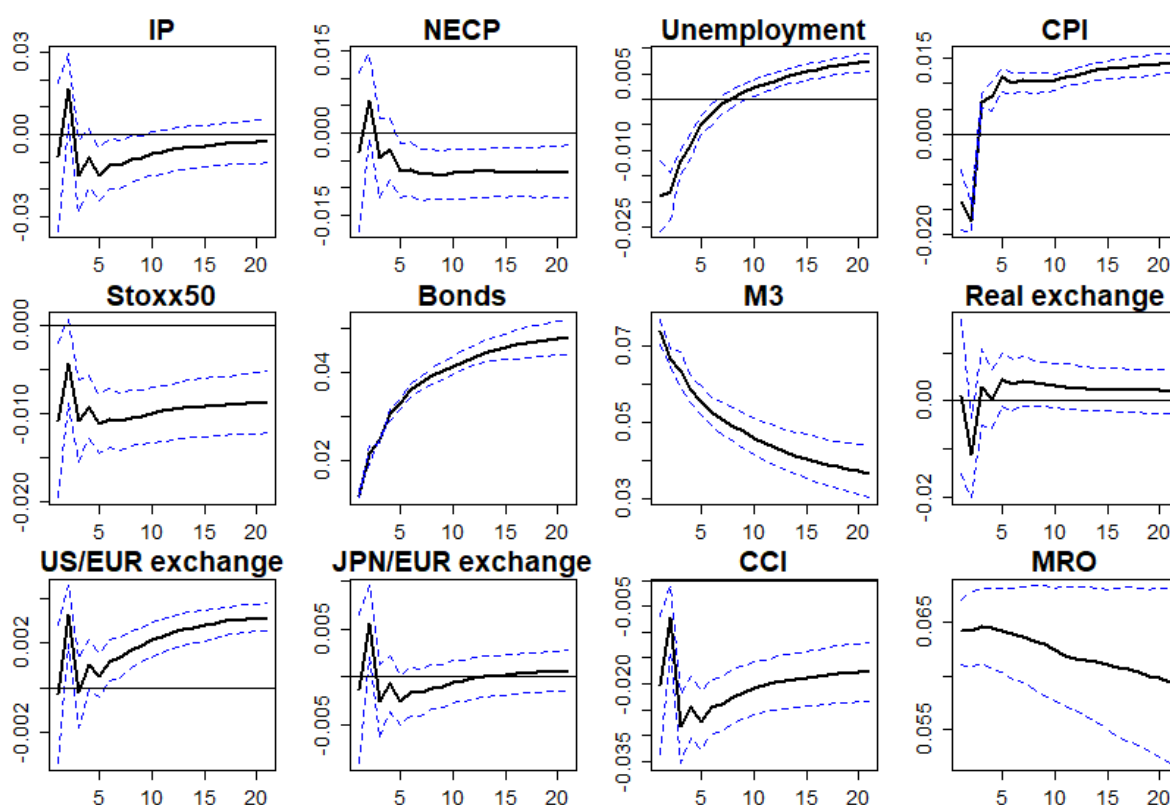 IP NECP Unemployment CPI
0.03 0.00 -0.03
0.015 0.000 -0.015
0.005 -0.010 -0.025
0.015 0.000 -0.020
5 10 15 20 5 10 15 20 5 10 15 20 5 10 15 20
Stoxx50 Bonds M3 Real exchange
0.000 -0.010 -0.020
0.04 0.02
0.07 0.05 0.03
0.00 -0.02
5 10 15 20 5 10 15 20 5 10 15 20 5 10 15 20
US/EUR exchange JPN/EUR exchange CCI MRO
0.002 -0.002
0.005 -0.005
-0.005 -0.020 -0.035
0.065 0.055
5 10 15 20 5 10 15 20 5 10 15 20 5 10 15 20